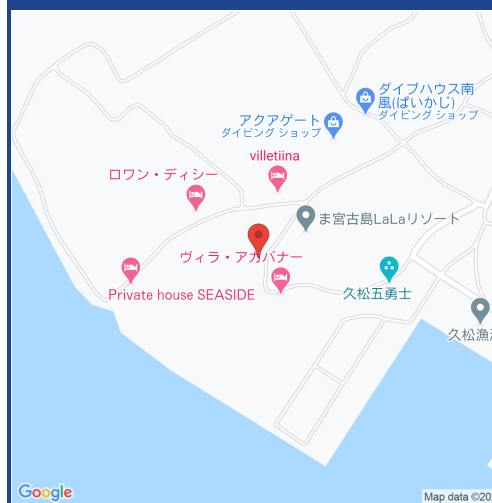 ダイブハウス南
風(ぱいかじ)
ダイビング ショップ
アクアゲート
ダイビング ショップ
villetiina
ロワン・ディシー
ま宮古島LaLaリゾート
ヴィラ・アカバナー
Private house SEASIDE
久松五勇士
久松漁
Google
Map data ©20